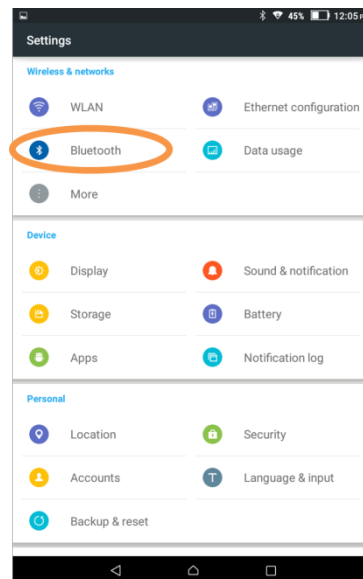 45% 12:05
Settings
Wireless & networks
WLAN Ethernet configuration
Bluetooth Data usage
More
Device
Display Sound & notification
Storage Battery
Apps Notification log
Personal
Location Security
Accounts Language & input
Backup & reset